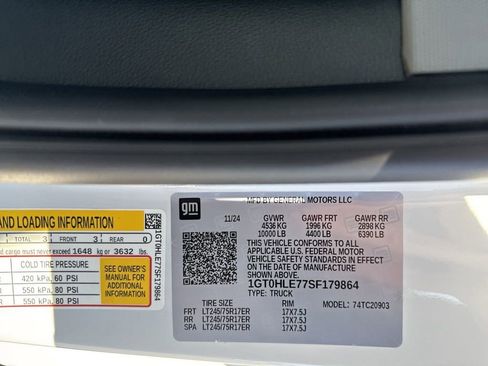 AND LOADING INFORMATION
3 FRONT 3 REAR 0
d cargo must never exceed 1648 kg or 3632 lbs.
COLD TIRE PRESSURE
R 420 kPa, 60 PSI
R 550 kPa, 80 PSI
R 550 kPa, 80 PSI
SEE OWNER'S
MANUAL FOR
ADDITIONAL
INFORMATION
1GT0HLE77SF179864
gm
MFD BY GENERAL MOTORS LLC
11/24 GVWR GAWR FRT GAWR RR
4536 KG 1996 KG 2898 KG
10000 LB 4400 LB 6390 LB
THIS VEHICLE CONFORMS TO ALL
APPLICABLE U.S. FEDERAL MOTOR
VEHICLE SAFETY STANDARDS IN EFFECT ON
THE DATE OF MANUFACTURE SHOWN ABOVE.
1GT0HLE77SF179864
TYPE: TRUCK
TIRE SIZE RIM MODEL: 74TC20903
FRT LT245/75R17ER 17X7.5J
RR LT245/75R17ER 17X7.5J
SPA LT245/75R17ER 17X7.5J